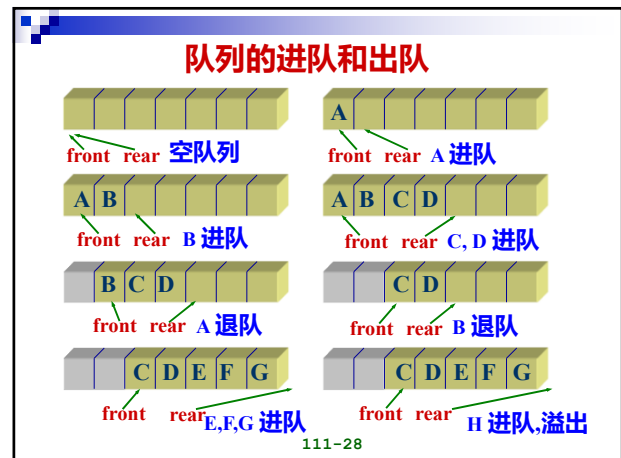 队列的进队和出队
A
front rear 空队列
front rear A 进队
A B
A B C D
front rear B 进队
front rear C, D 进队
B C D
C D
front rear A 退队
front rear B 退队
C D E F G
C D E F G
front rear E,F,G 进队
front rear H 进队,溢出
111-28